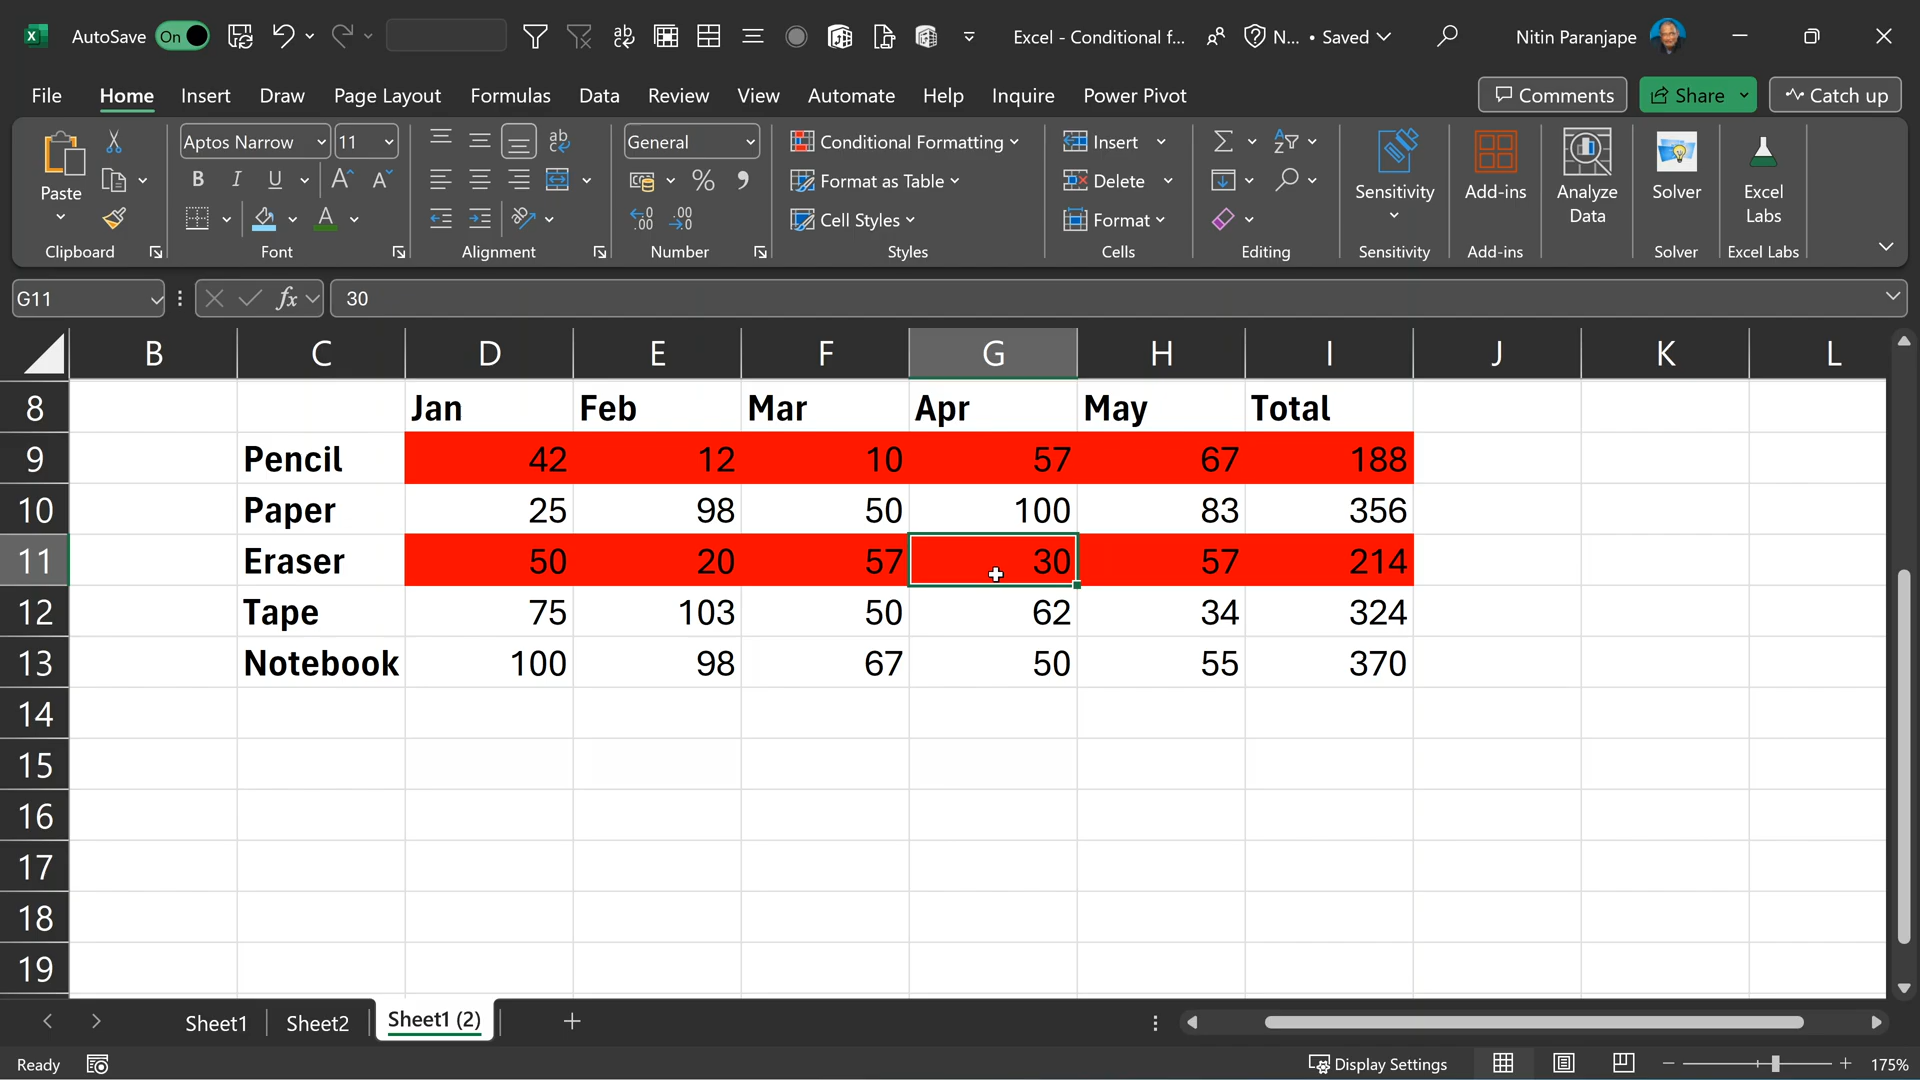 AutoSave On Excel - Conditional f... N... • Saved Nitin Paranjape
File Home Insert Draw Page Layout Formulas Data Review View Automate Help Inquire Power Pivot Comments Share Catch up
Paste
Clipboard
Aptos Narrow 11
B I U A A
A
Font
ab
Alignment
General
% 9
.00
Number
Conditional Formatting
Format as Table
Cell Styles
Styles
Insert
Delete
Format
Cells
Editing
Sensitivity
Sensitivity
Add-ins
Add-ins
Analyze
Data
Solver
Solver
Excel
Labs
Excel Labs
G11 fx 30
B C D E F G H I J K L
8 Jan Feb Mar Apr May Total
9 Pencil 42 12 10 57 67 188
10 Paper 25 98 50 100 83 356
11 Eraser 50 20 57 30 57 214
12 Tape 75 103 50 62 34 324
13 Notebook 100 98 67 50 55 370
14
15
16
17
18
19
Sheet1 Sheet2 Sheet1 (2)
Ready Display Settings 175%